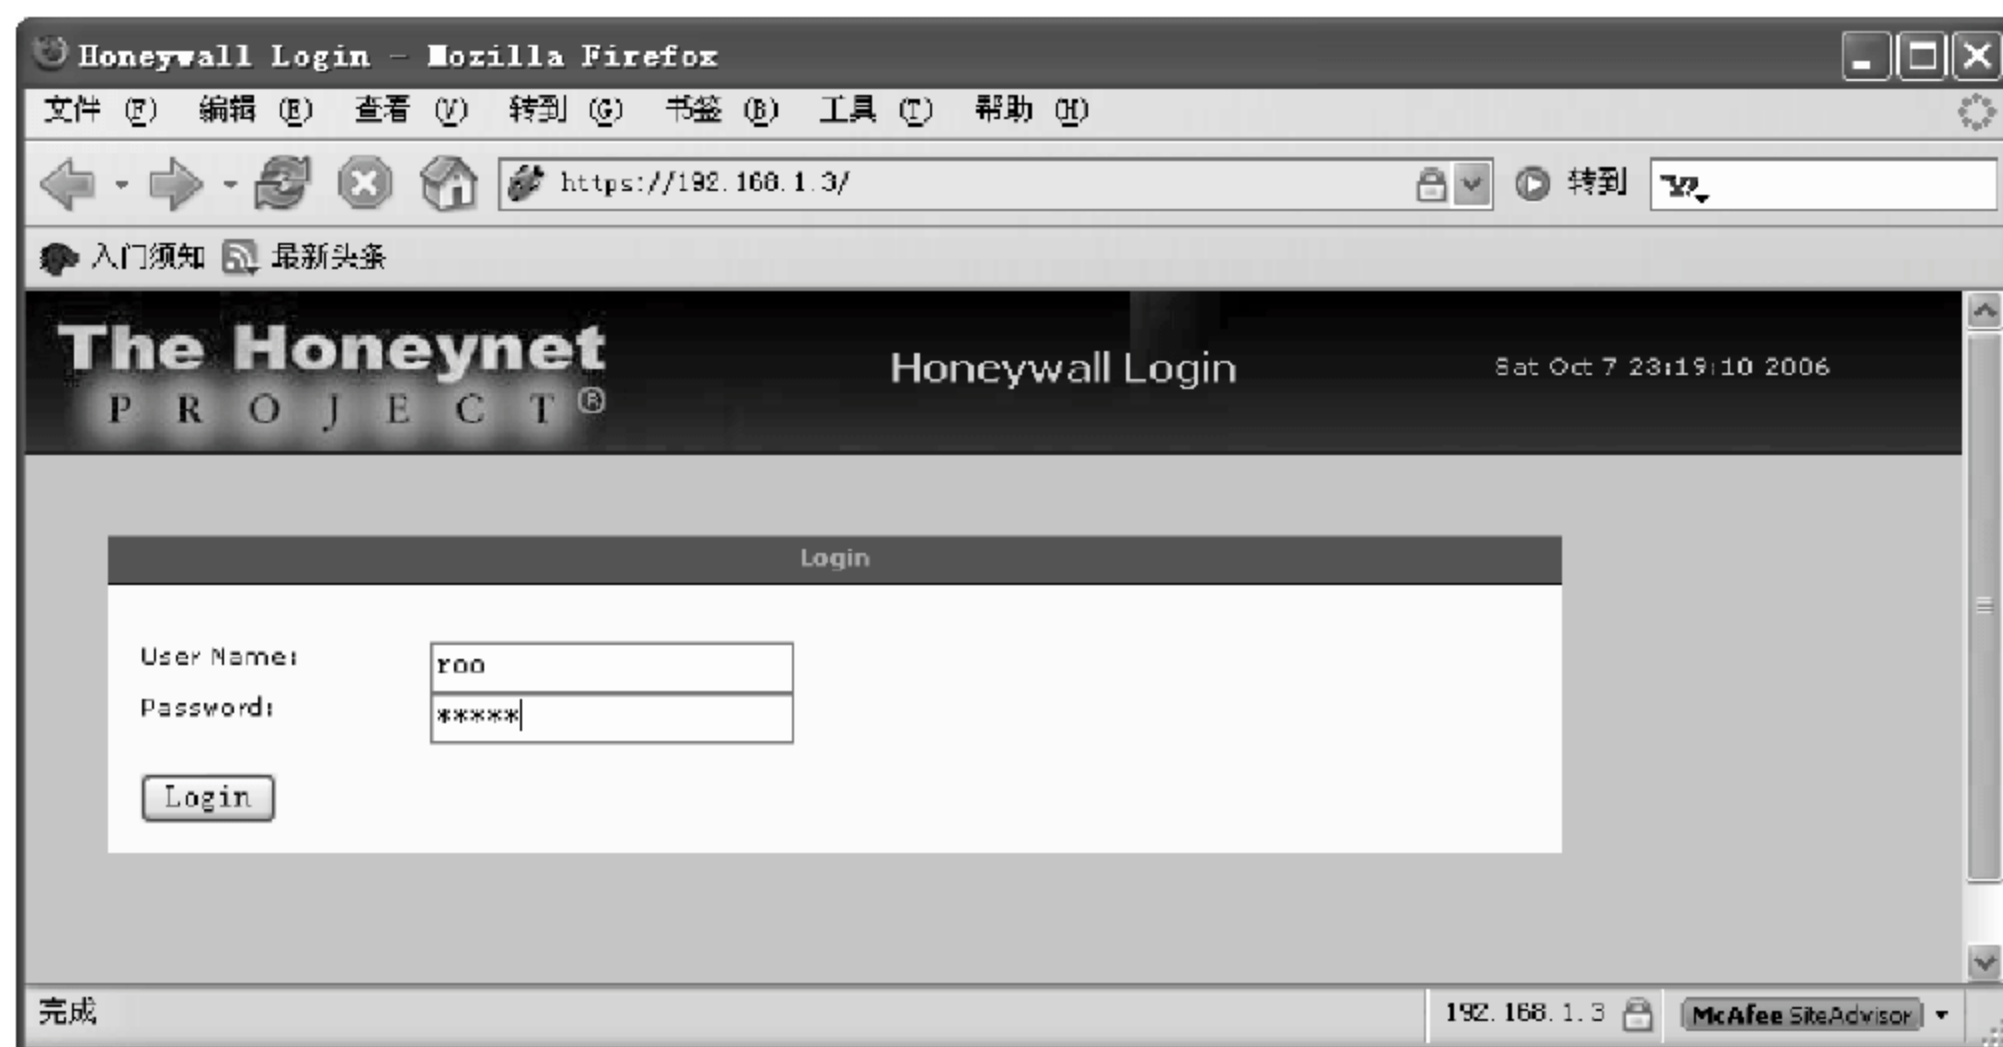 Honeywall Login - Mozilla Firefox
文件 (F) 编辑 (E) 查看 (V) 转到 (G) 书签 (B) 工具 (T) 帮助 (H)
https://192.168.1.3/ 转到
入门须知 最新头条
The Honeynet
PROJECT®
Honeywall Login
Sat Oct 7 23:19:10 2006
Login
User Name: roo
Password: *****
Login
完成 192.168.1.3 McAfee SiteAdvisor